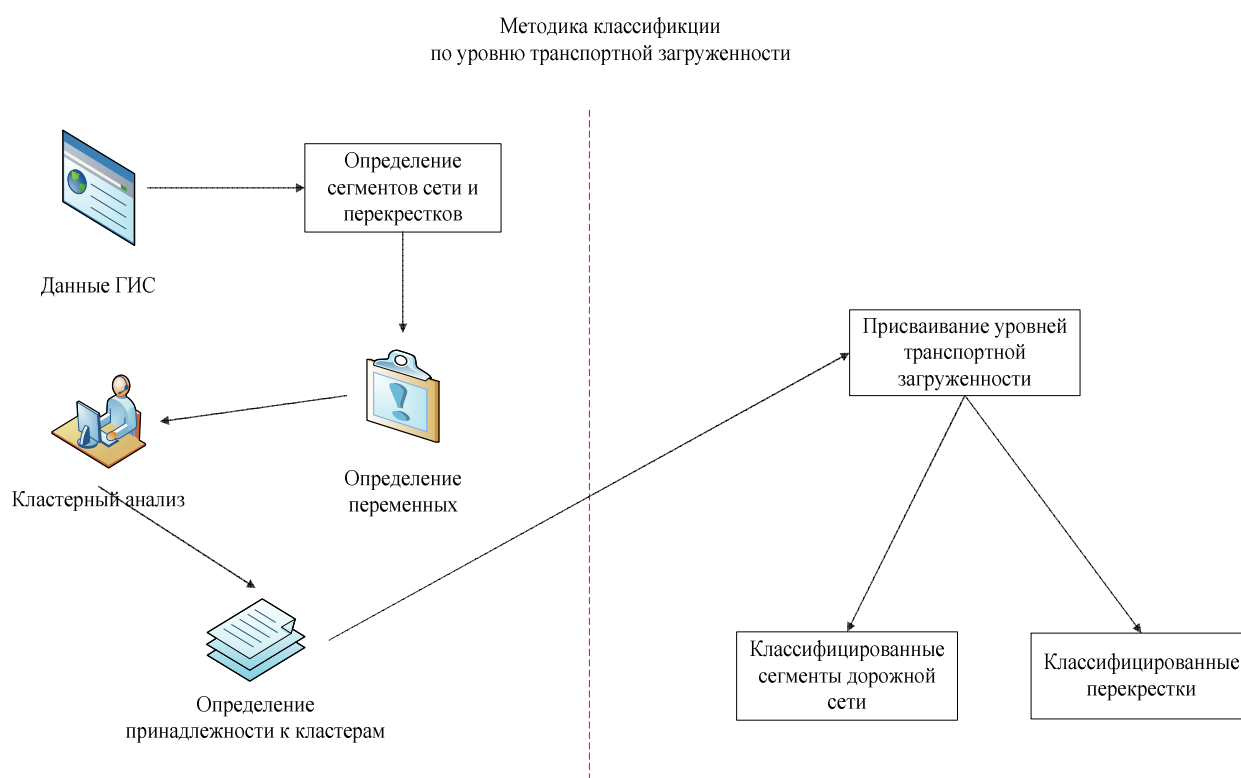 Методика классификции
по уровню транспортной загруженности
Определение
сегментов сети и
перекрестков
Данные ГИС
Присваивание уровней
транспортной
загруженности
Определение
переменных
Кластерный анализ
Классифицированные
сегменты дорожной
сети
Классифицированные
перекрестки
Определение
принадлежности к кластерам